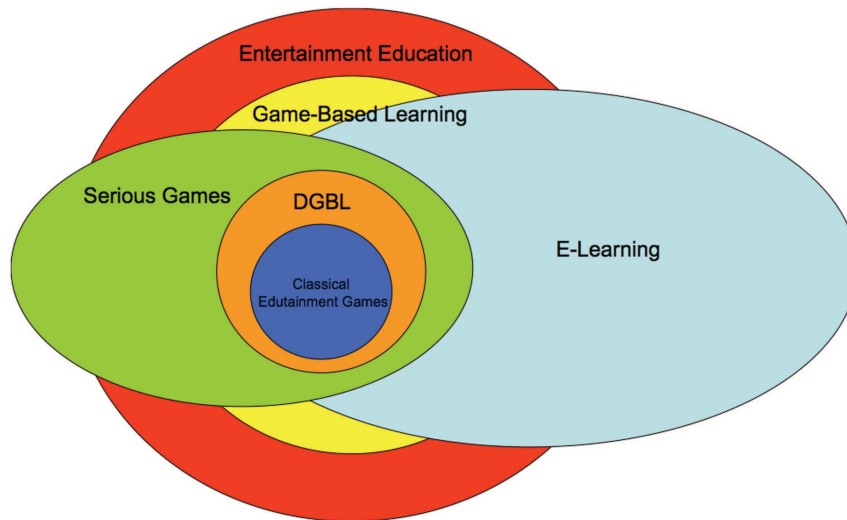 Entertainment Education
Game-Based Learning
Serious Games
DGBL
E-Learning
Classical
Edutainment Games